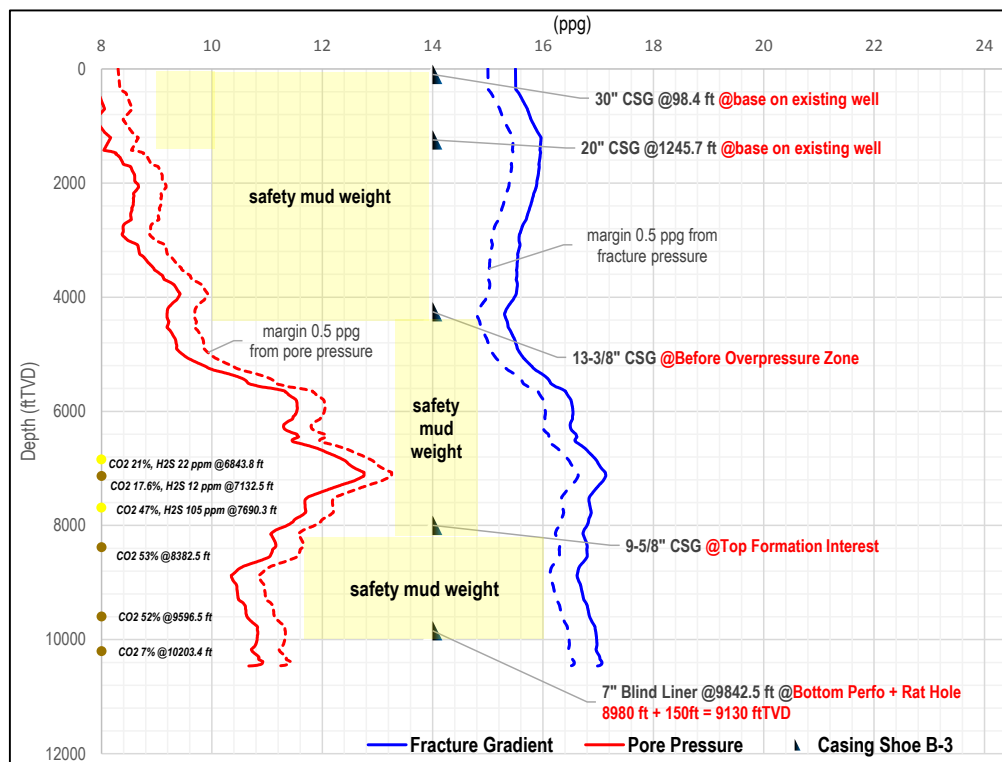 (ppg)
8 10 12 14 16 18 20 22 24
0
30" CSG @98.4 ft @base on existing well
20" CSG @1245.7 ft @base on existing well
2000
safety mud weight
margin 0.5 ppg from
fracture pressure
4000
margin 0.5 ppg
from pore pressure
13-3/8" CSG @Before Overpressure Zone
Depth (ftTVD)
6000
safety
mud
weight
CO2 21%, H2S 22 ppm @6843.8 ft
CO2 17.6%, H2S 12 ppm @7132.5 ft
CO2 47%, H2S 105 ppm @7690.3 ft
8000
9-5/8" CSG @Top Formation Interest
CO2 53% @8382.5 ft
safety mud weight
CO2 52% @9596.5 ft
10000
CO2 7% @10203.4 ft
7" Blind Liner @9842.5 ft @Bottom Perfo + Rat Hole
8980 ft + 150ft = 9130 ftTVD
12000
Fracture Gradient Pore Pressure Casing Shoe B-3